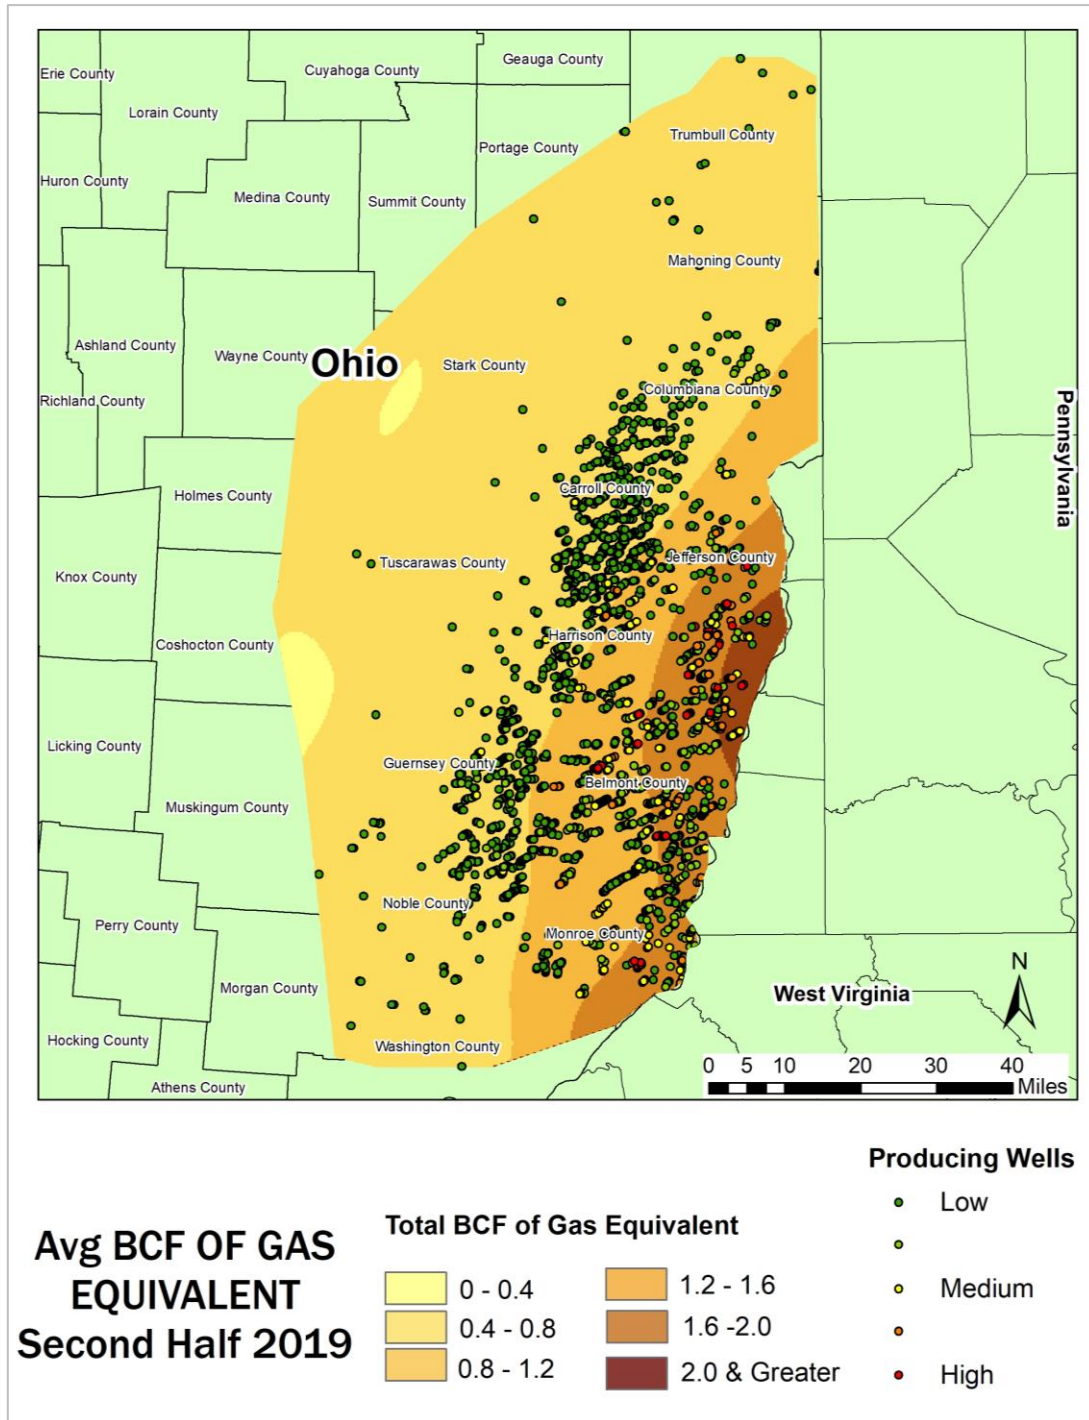 Erie County
Cuyahoga County
Geauga County
Lorain County
Trumbull County
Portage County
Huron County
Medina County
Summit County
Mahoning County
Ashland County
Wayne County
Ohio
Stark County
Columbiana County
Richland County
Pennsylvania
Holmes County
Carroll County
Jefferson County
Tuscarawas County
Knox County
Harrison County
Coshocton County
Licking County
Guernsey County
Belmont County
Muskingum County
Noble County
Perry County
Monroe County
Morgan County
West Virginia
N
Hocking County
Washington County
Athens County
0 5 10 20 30 40
Miles
Avg BCF OF GAS
EQUIVALENT
Second Half 2019
Total BCF of Gas Equivalent
0 - 0.4
0.4 - 0.8
0.8 - 1.2
1.2 - 1.6
1.6 -2.0
2.0 & Greater
Producing Wells
Low
Medium
High